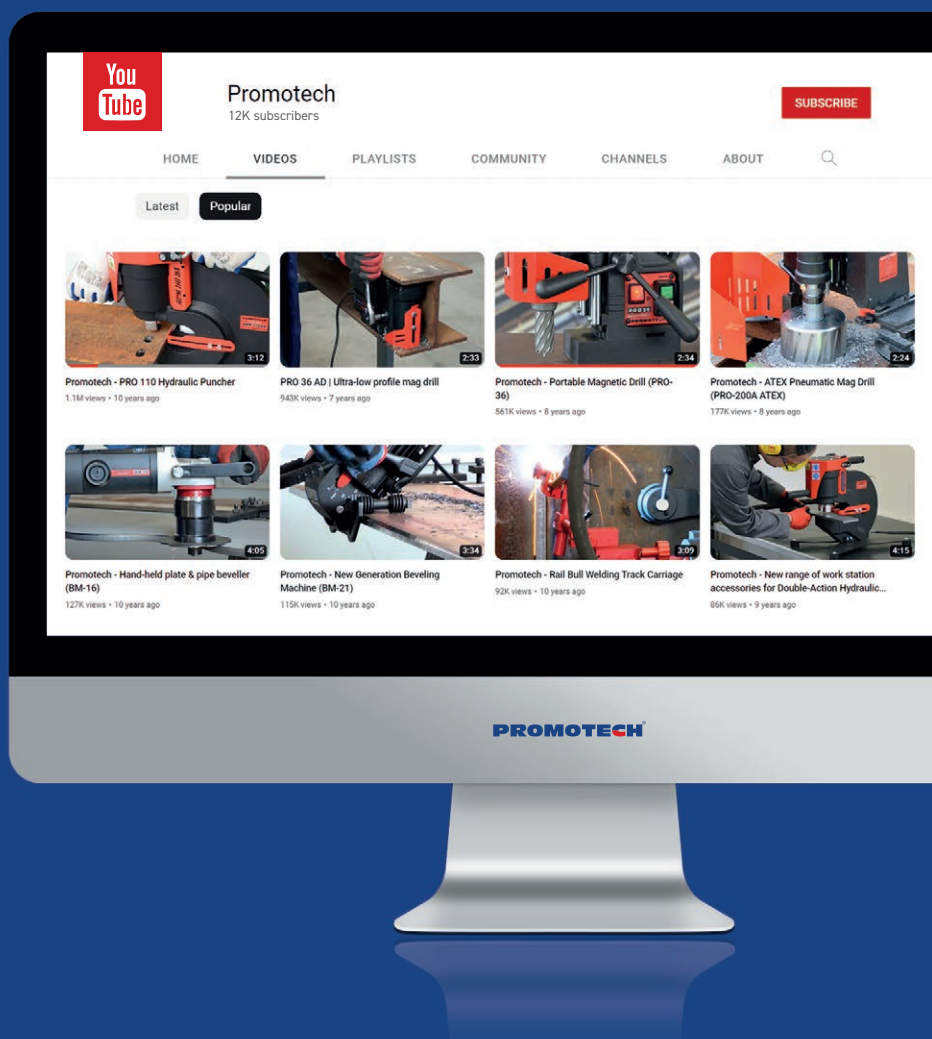 You
Tube
Promotech
12K subscribers
SUBSCRIBE
HOME VIDEOS PLAYLISTS COMMUNITY CHANNELS ABOUT
Latest Popular
3:12 2:33 2:34 2:24
Promotech - PRO 110 Hydraulic Puncher
1.1M views • 10 years ago
PRO 36 AD | Ultra-low profile mag drill
943K views • 7 years ago
Promotech - Portable Magnetic Drill (PRO-
36)
561K views • 8 years ago
Promotech - ATEX Pneumatic Mag Drill
(PRO-200A ATEX)
177K views • 8 years ago
4:05 3:34 3:09 4:15
Promotech - Hand-held plate & pipe beveller
(BM-16)
127K views • 10 years ago
Promotech - New Generation Beveling
Machine (BM-21)
115K views • 10 years ago
Promotech - Rail Bull Welding Track Carriage
92K views • 10 years ago
Promotech - New range of work station
accessories for Double-Action Hydraulic...
86K views • 9 years ago
PROMOTECH